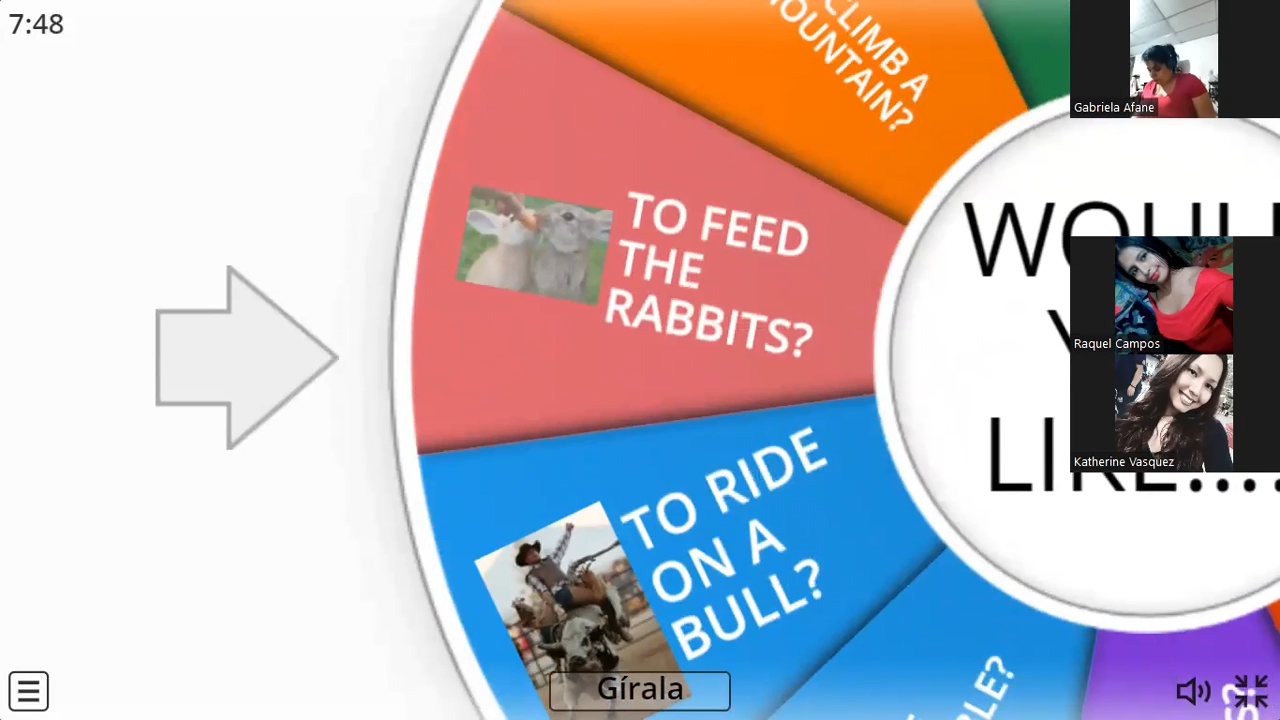 7:48
CLIMB A
MOUNTAIN?
TO FEED
THE
RABBITS?
TO RIDE
ON A
BULL?
LIKE....
Gírala
Gabriela Afane
Raquel Campos
Katherine Vasquez